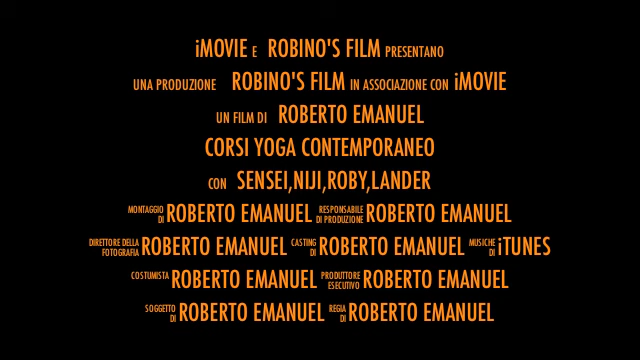 iMOVIE E ROBINO'S FILM PRESENTANO
UNA PRODUZIONE ROBINO'S FILM IN ASSOCIAZIONE CON iMOVIE
UN FILM DI ROBERTO EMANUEL
CORSI YOGA CONTEMPORANEO
CON SENSEI,NIJI,ROBY,LANDER
MONTAGGIO DI ROBERTO EMANUEL RESPONSABILE DI PRODUZIONE ROBERTO EMANUEL
DIRETTORE DELLA FOTOGRAFIA ROBERTO EMANUEL CASTING DI ROBERTO EMANUEL MUSICHE DI iTUNES
COSTUMISTA ROBERTO EMANUEL PRODUTTORE ESECUTIVO ROBERTO EMANUEL
SOGGETTO DI ROBERTO EMANUEL REGIA DI ROBERTO EMANUEL